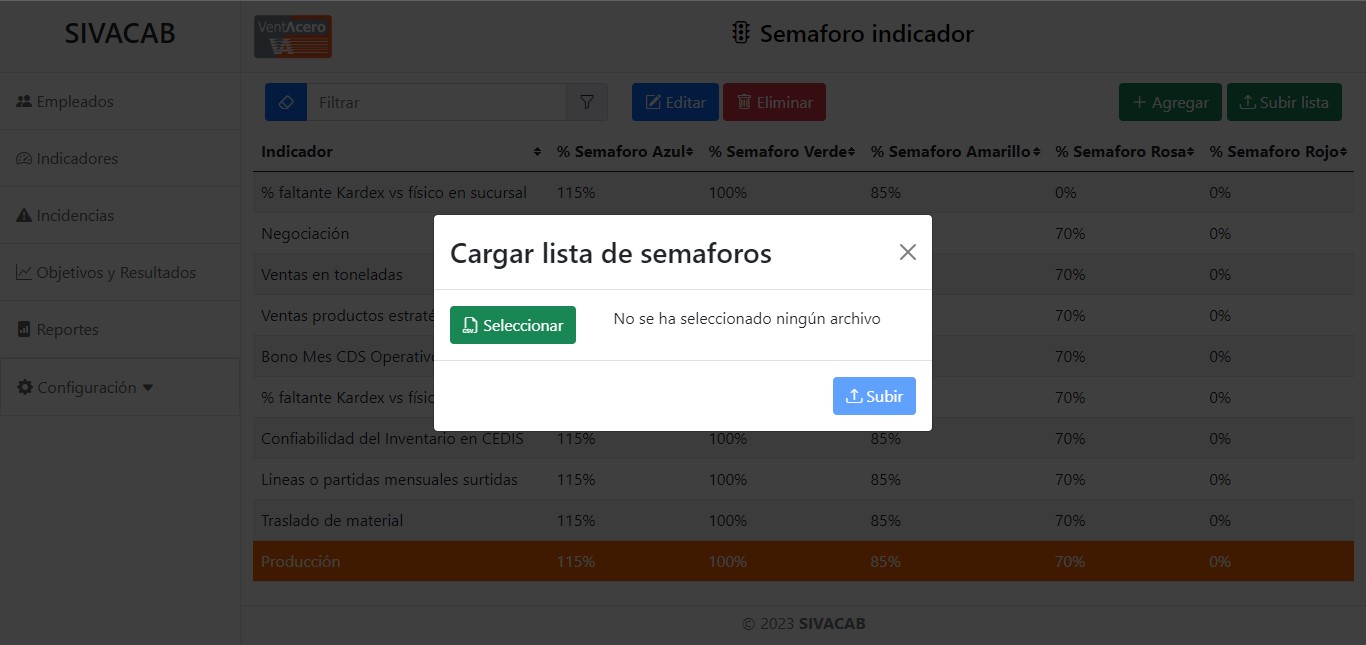 SIVACAB
VentAcero
VA
Semaforo indicador
Empleados
Indicadores
Incidencias
Objetivos y Resultados
Reportes
Configuración
Filtrar
Editar
Eliminar
Agregar
Subir lista
Indicador % Semaforo Azul % Semaforo Verde % Semaforo Amarillo % Semaforo Rosa % Semaforo Rojo
% faltante Kardex vs físico en sucursal 115% 100% 85% 0% 0%
Negociación 70% 0%
Ventas en toneladas 70% 0%
Ventas productos estraté 70% 0%
Bono Mes CDS Operativ 70% 0%
% faltante Kardex vs físic 70% 0%
Confiabilidad del Inventario en CEDIS 115% 100% 85% 70% 0%
Lineas o partidas mensuales surtidas 115% 100% 85% 70% 0%
Traslado de material 115% 100% 85% 70% 0%
Producción 115% 100% 85% 70% 0%
Cargar lista de semaforos
CSV
Seleccionar
No se ha seleccionado ningún archivo
Subir
© 2023 SIVACAB